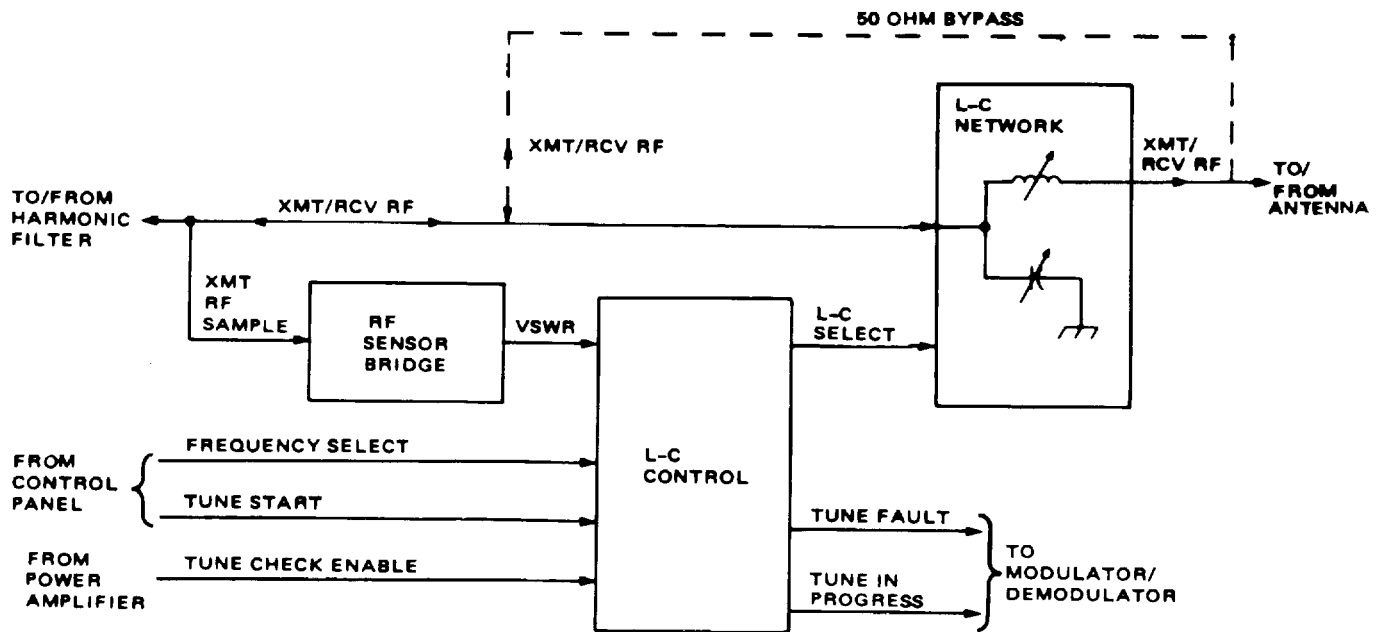 50 OHM BYPASS
L-C
NETWORK
XMT/RCV RF
XMT/
RCV RF
TO/
FROM
ANTENNA
TO/FROM
HARMONIC
FILTER
XMT/RCV RF
XMT
RF
SAMPLE
RF
SENSOR
BRIDGE
VSWR
L-C
SELECT
L-C
CONTROL
FROM
CONTROL
PANEL
FREQUENCY SELECT
TUNE START
FROM
POWER
AMPLIFIER
TUNE CHECK ENABLE
TUNE FAULT
TUNE IN
PROGRESS
TO
MODULATOR/
DEMODULATOR